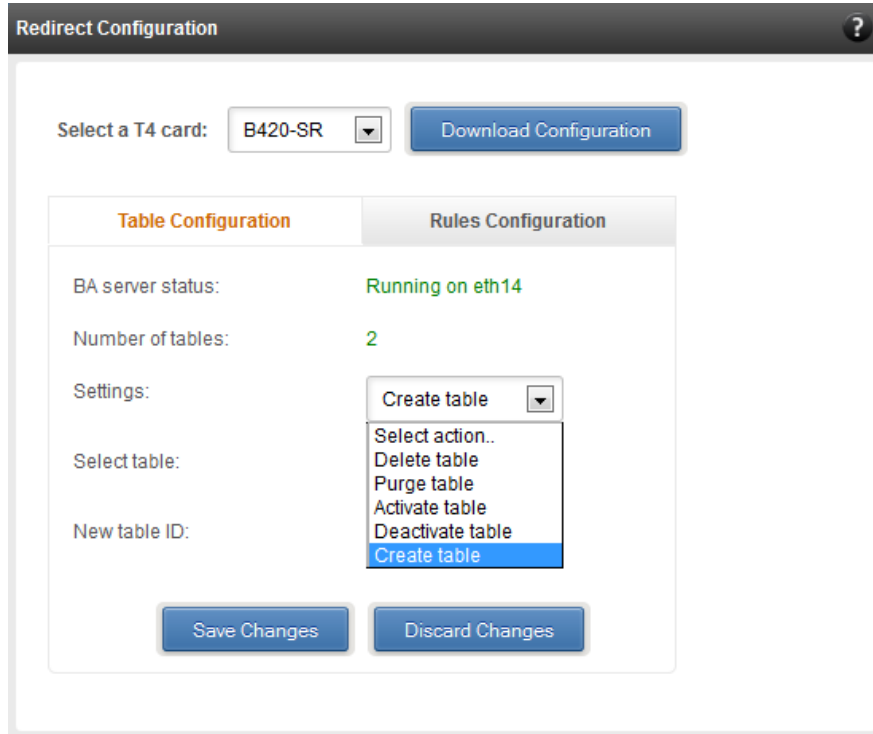 Redirect Configuration
?
Select a T4 card: B420-SR Download Configuration
Table Configuration Rules Configuration
BA server status: Running on eth14
Number of tables: 2
Settings: Create table
Select action..
Select table: Delete table
Purge table
Activate table
New table ID: Deactivate table
Create table
Save Changes Discard Changes